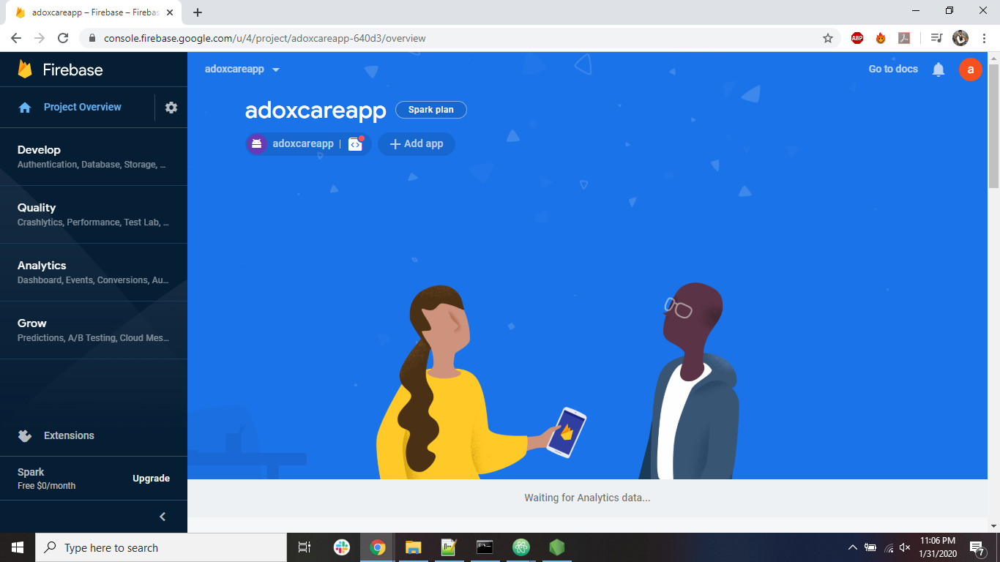 adoxcareapp – Firebase – Firebas
console.firebase.google.com/u/4/project/adoxcareapp-640d3/overview
ABP
Firebase
adoxcareapp
Go to docs
a
Project Overview
adoxcareapp
Spark plan
adoxcareapp
Add app
Develop
Authentication, Database, Storage, ...
Quality
Crashlytics, Performance, Test Lab, ...
Analytics
Dashboard, Events, Conversions, Au...
Grow
Predictions, A/B Testing, Cloud Mes...
Extensions
Spark
Free $0/month
Upgrade
Waiting for Analytics data...
Type here to search
11:06 PM
1/31/2020
7